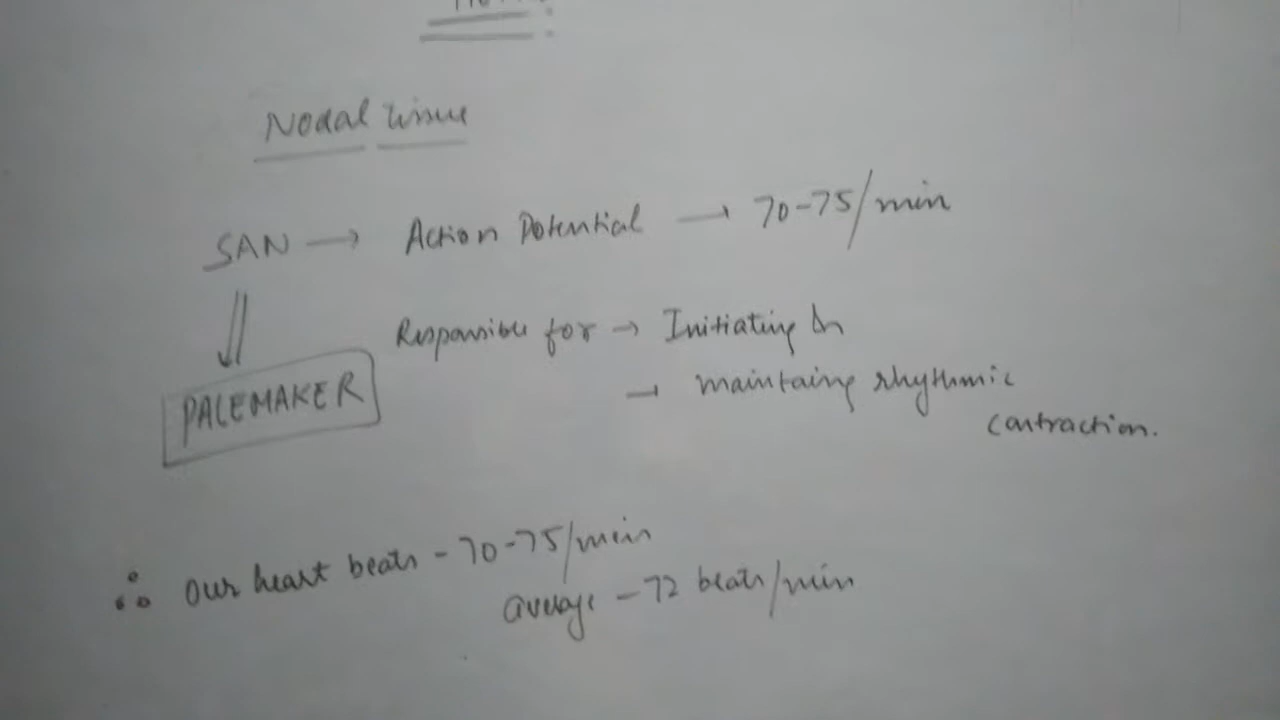 Nodal tissue
SAN → Action Potential → 70-75/min
Responsible for → Initiating &
→ maintaing rhythmic
contraction.
PACEMAKER
∴ our heart beats - 70-75/min
average - 72 beats/min